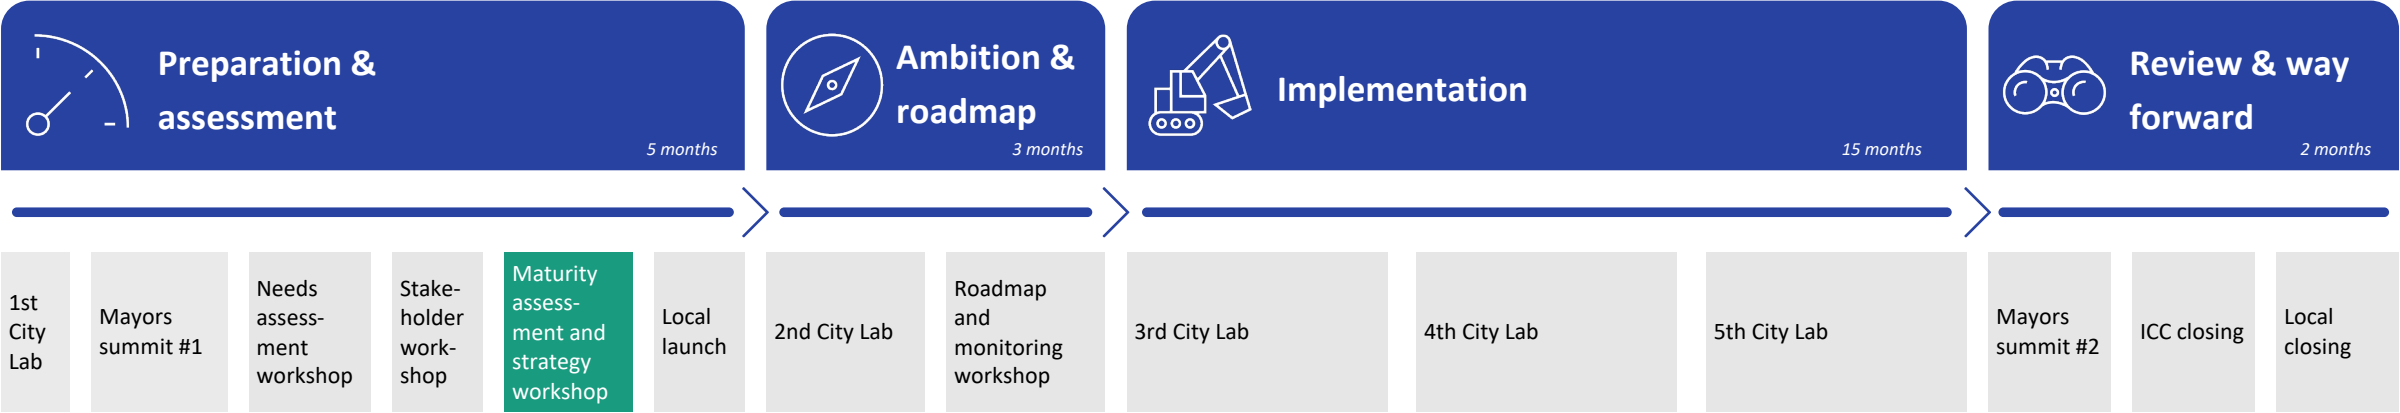 Preparation &
assessment
5 months
Ambition &
roadmap
3 months
Implementation
15 months
Review & way
forward
2 months
1st
City
Lab
Mayors
summit #1
Needs
assess-
ment
workshop
Stake-
holder
work-
shop
Maturity
assess-
ment and
strategy
workshop
Local
launch
2nd City Lab
Roadmap
and
monitoring
workshop
3rd City Lab
4th City Lab
5th City Lab
Mayors
summit #2
ICC closing
Local
closing